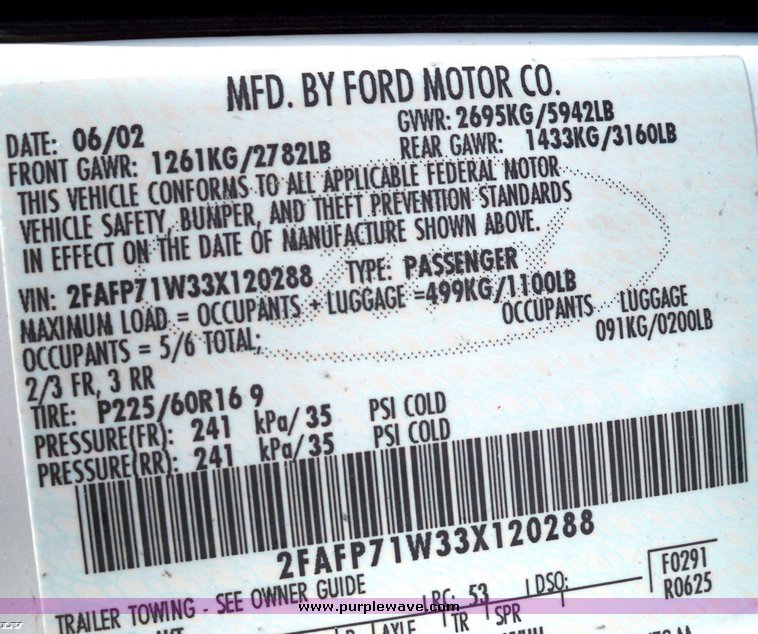 MFD. BY FORD MOTOR CO.
DATE: 06/02 GVWR: 2695KG/5942LB
FRONT GAWR: 1261KG/2782LB REAR GAWR: 1433KG/3160LB
THIS VEHICLE CONFORMS TO ALL APPLICABLE FEDERAL MOTOR
VEHICLE SAFETY, BUMPER, AND THEFT PREVENTION STANDARDS
IN EFFECT ON THE DATE OF MANUFACTURE SHOWN ABOVE.
VIN: 2FAFP71W33X120288 TYPE: PASSENGER
MAXIMUM LOAD = OCCUPANTS + LUGGAGE =499KG/1100LB
OCCUPANTS = 5/6 TOTAL; OCCUPANTS LUGGAGE
2/3 FR, 3 RR 091KG/0200LB
TIRE: P225/60R16 9
PRESSURE(FR): 241 kPa/ 35 PSI COLD
PRESSURE(RR): 241 kPa/ 35 PSI COLD
2FAFP71W33X120288
TRAILER TOWING - SEE OWNER GUIDE RC: 53 DSO: F0291
R0625
www.purplewave.com
AXLE TR SPR